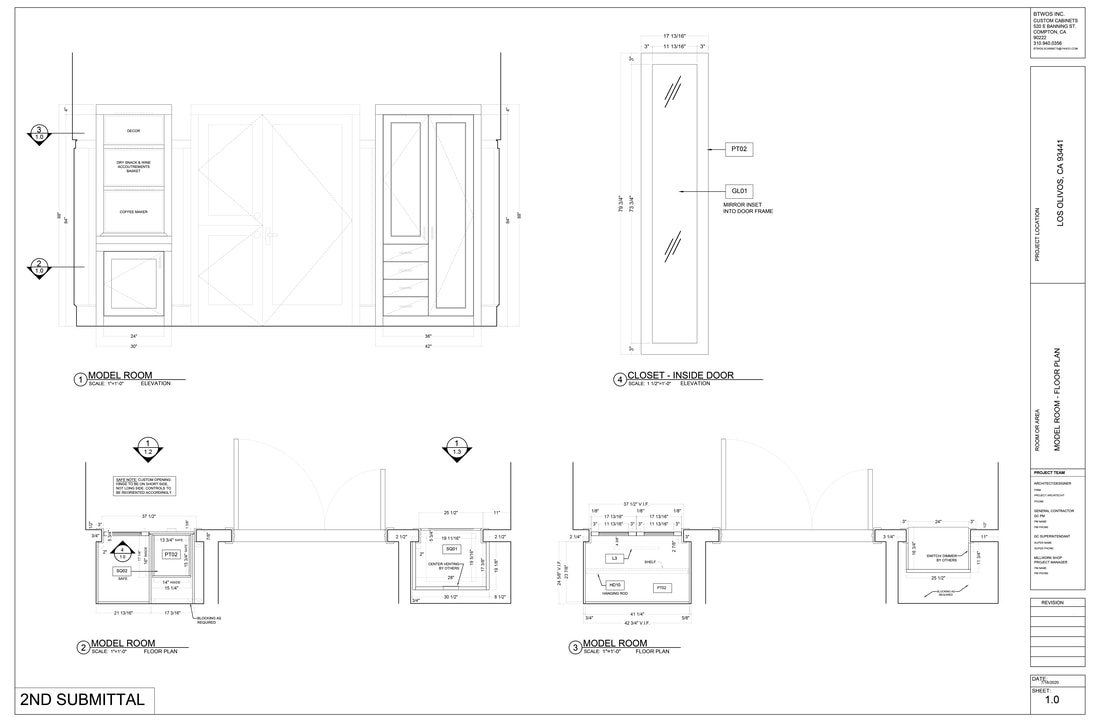 BTWOS INC.
CUSTOM CABINETS
520 E BANNING ST.
COMPTON, CA
90222
310.940.0356
17 13/16"
3" 11 13/16" 3"
3"
4"
4"
3
1.0
DECOR
DRY SNACK & WINE
ACCOUTREMENTS
BASKET
COFFEE MAKER
PT02
GL01
MIRROR INSET
INTO DOOR FRAME
79 3/4"
73 3/4"
88"
84"
84"
88"
2
1.0
24"
30"
38"
42"
3"
1 MODEL ROOM
SCALE: 1"=1'-0" ELEVATION
4 CLOSET - INSIDE DOOR
SCALE: 1 1/2"=1'-0" ELEVATION
PROJECT LOCATION
LOS OLIVOS, CA 93441
ROOM OR AREA
MODEL ROOM - FLOOR PLAN
1
1.2
1
1.3
SAFE NOTE: CUSTOM OPENING
HINGE TO BE ON SHORT SIDE,
NOT LONG SIDE. CONTROLS TO
BE REORIENTED ACCORDINGLY.
37 1/2"
25 1/2" 11"
3/4"
13 3/4" SAFE
PT02
4
1.0
SQ02
SAFE
14" INSIDE
15 1/4"
21 13/16" 17 3/16"
BLOCKING AS
REQUIRED
2 1/2" 2 1/2"
19 11/16"
SQ01
CENTER VENTING
BY OTHERS
28"
17 3/8"
19 1/8"
3/4" 30 1/2" 8 1/2"
2 MODEL ROOM
SCALE: 1"=1'-0" FLOOR PLAN
37 1/2" V.I.F.
1/8" 1/8" 1/8"
17 13/16" 17 13/16"
3" 11 13/16" 3" 11 13/16" 3"
2 1/4" 3"
2 7/8"
L3
SHELF
HD10
HANGING ROD
PT02
24 5/8" V.I.F.
23 7/8"
41 1/4"
3/4" 5/8"
42 3/4" V.I.F.
3" 24" 3"
3 1/4" 11"
16 3/4"
SWITCH/ DIMMER
BY OTHERS
11 3/4"
25 1/2"
BLOCKING AS
REQUIRED
3 MODEL ROOM
SCALE: 1"=1'-0" FLOOR PLAN
PROJECT TEAM
ARCHITECT/DESIGNER
FIRM
PROJECT ARCHITECT
PHONE
GENERAL CONTRACTOR
GC PM
PM NAME
PM PHONE
GC SUPERINTENDANT
SUPER NAME
SUPER PHONE
MILLWORK SHOP
PROJECT MANAGER
PM NAME
PM PHONE
REVISION
DATE:
SHEET:
1.0
2ND SUBMITTAL